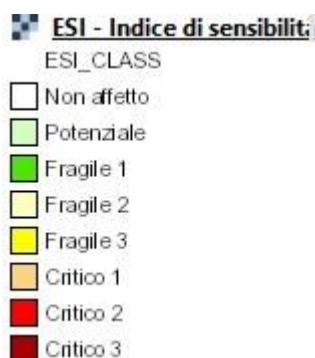 ESI - Indice di sensibilità
ESI_CLASS
Non affetto
Potenziale
Fragile 1
Fragile 2
Fragile 3
Critico 1
Critico 2
Critico 3